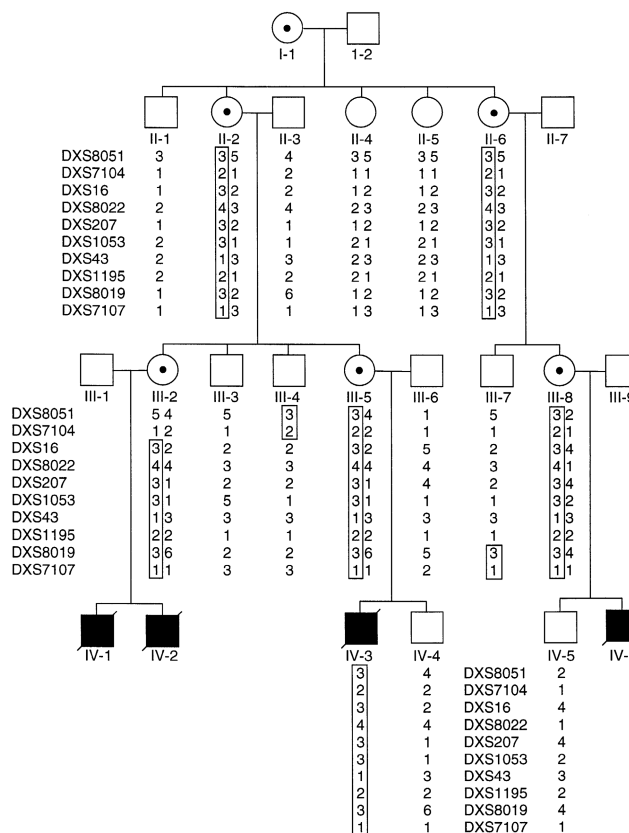 I-1 1-2
II-1 II-2 II-3 II-4 II-5 II-6 II-7
DXS8051 3 3 5 4 3 5 3 5 3 5
DXS7104 1 2 1 2 1 1 1 1 2 1
DXS16 1 3 2 2 1 2 1 2 3 2
DXS8022 2 4 3 4 2 3 2 3 4 3
DXS207 1 3 2 1 1 2 1 2 3 2
DXS1053 2 3 1 1 2 1 2 1 3 1
DXS43 2 1 3 3 2 3 2 3 1 3
DXS1195 2 2 1 2 2 1 2 1 2 1
DXS8019 1 3 2 6 1 2 1 2 3 2
DXS7107 1 1 3 1 1 3 1 3 1 3
III-1 III-2 III-3 III-4 III-5 III-6 III-7 III-8 III-9
DXS8051 5 4 5 3 3 4 1 5 3 2
DXS7104 1 2 1 2 2 2 1 1 2 1
DXS16 3 2 2 2 3 2 5 2 3 4
DXS8022 4 4 3 3 4 4 4 3 4 1
DXS207 3 1 2 2 3 1 4 2 3 4
DXS1053 3 1 5 1 3 1 1 1 3 2
DXS43 1 3 3 3 1 3 3 3 1 3
DXS1195 2 2 1 1 2 2 1 1 2 2
DXS8019 3 6 2 2 3 6 5 3 3 4
DXS7107 1 1 3 3 1 1 2 1 1 1
IV-1 IV-2 IV-3 IV-4 IV-5 IV-
3 4 DXS8051 2
2 2 DXS7104 1
3 2 DXS16 4
4 4 DXS8022 1
3 1 DXS207 4
3 1 DXS1053 2
1 3 DXS43 3
2 2 DXS1195 2
3 6 DXS8019 4
1 1 DXS7107 1